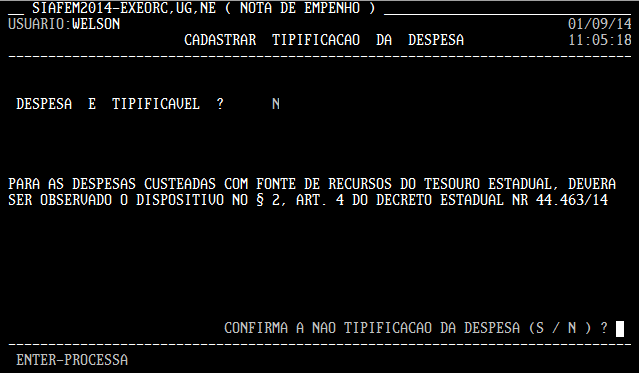 __ SIAFEM2014-EXEORC,UG,NE ( NOTA DE EMPENHO ) ______________________________
USUARIO:WELSON 01/09/14
CADASTRAR TIPIFICACAO DA DESPESA 11:05:18
DESPESA E TIPIFICAVEL ? N
PARA AS DESPESAS CUSTEADAS COM FONTE DE RECURSOS DO TESOURO ESTADUAL, DEVERA
SER OBSERVADO O DISPOSITIVO NO § 2, ART. 4 DO DECRETO ESTADUAL NR 44.463/14
CONFIRMA A NAO TIPIFICACAO DA DESPESA (S / N ) ?
ENTER-PROCESSA